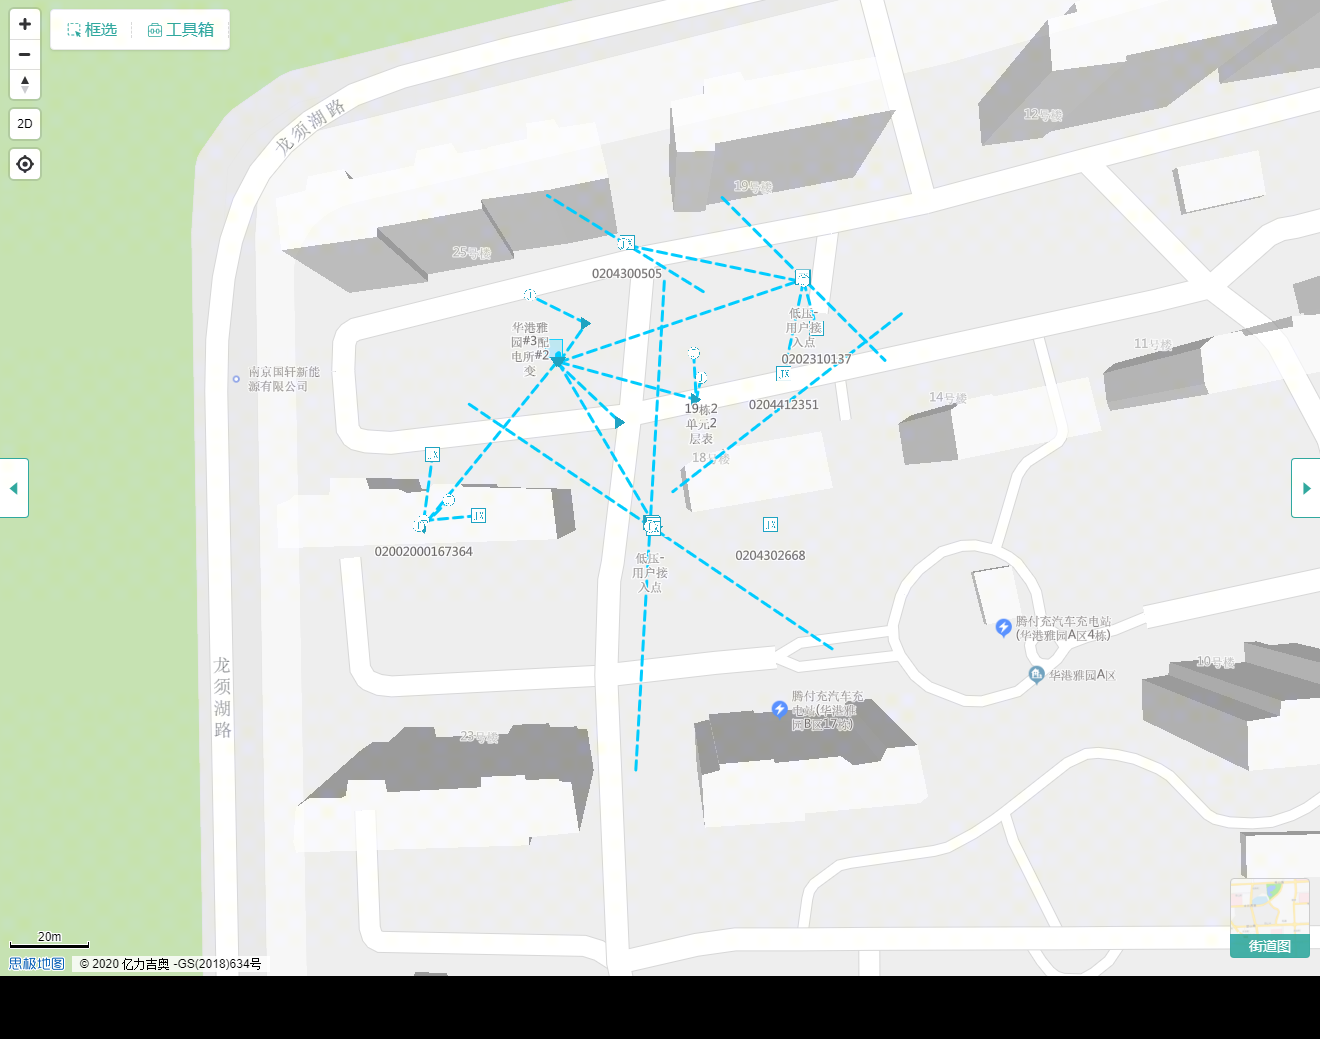 框选
工具箱
2D
龙须湖路
12号楼
19号楼
25号楼
0204300505
低压-
用户接
入点
华港雅
园#3配
电所#2
变
0202310137
11号楼
南京国轩新能
源有限公司
14号楼
0204412351
19栋2
单元2
层表
18号楼
02002000167364
0204302668
低压-
用户接
入点
腾付充汽车充电站
(华港雅园A区4栋)
10号楼
华港雅园A区
龙须湖路
腾付充汽车充
电站(华港雅
园B区17栋)
23号楼
20m
街道图
思极地图
© 2020 亿力吉奥 -GS(2018)634号